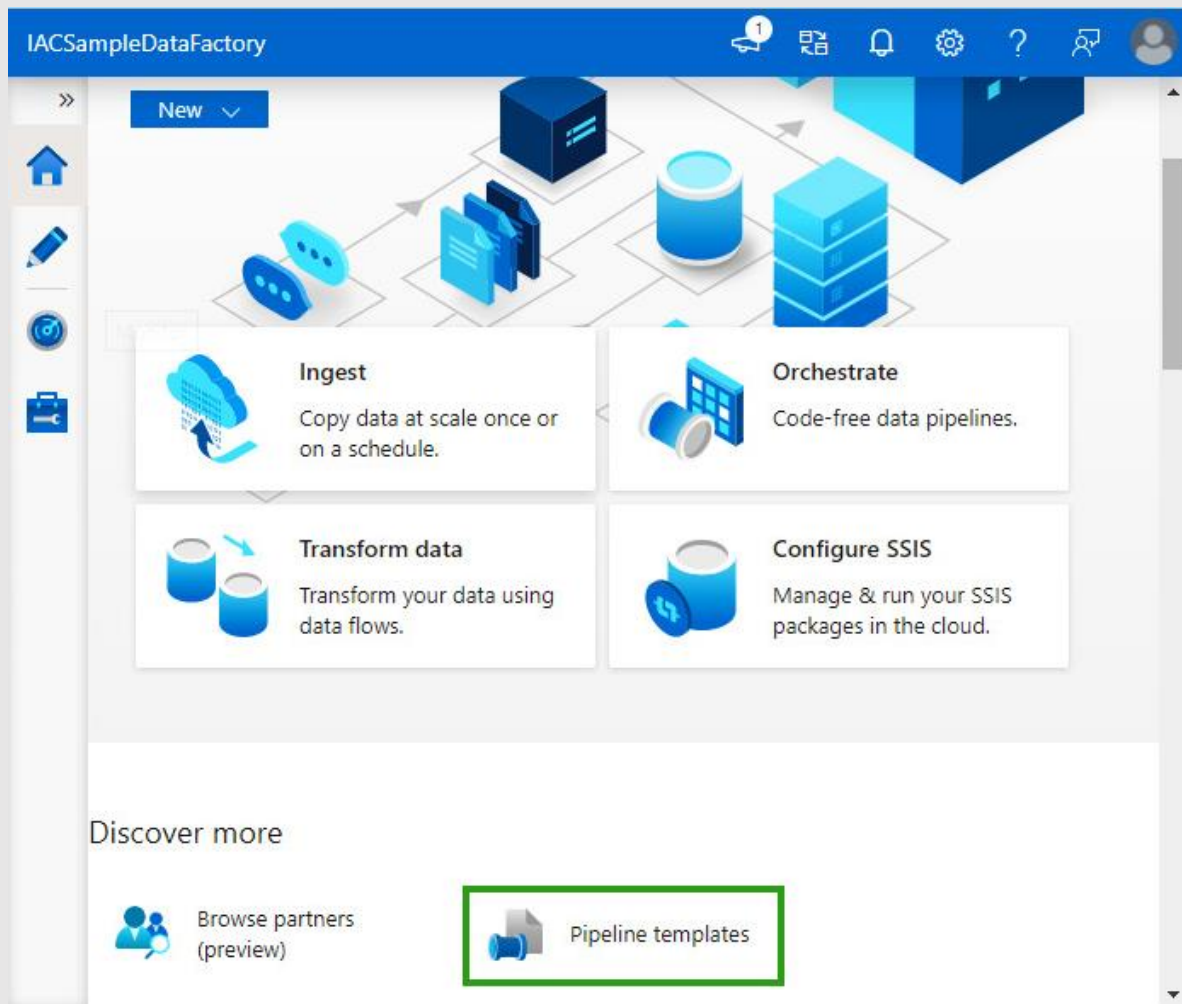 IACSampleDataFactory
1
New
Ingest
Copy data at scale once or
on a schedule.
Orchestrate
Code-free data pipelines.
Transform data
Transform your data using
data flows.
Configure SSIS
Manage & run your SSIS
packages in the cloud.
Discover more
Browse partners
(preview)
Pipeline templates